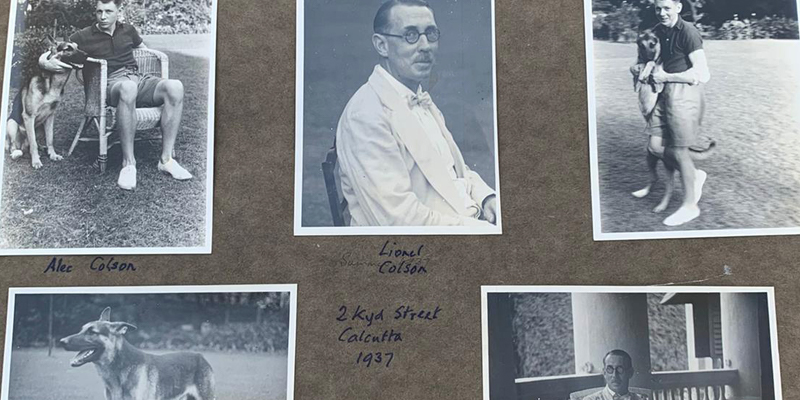 Alec Colson
Lionel
Colson
2 Kyd Street
Calcutta
1937